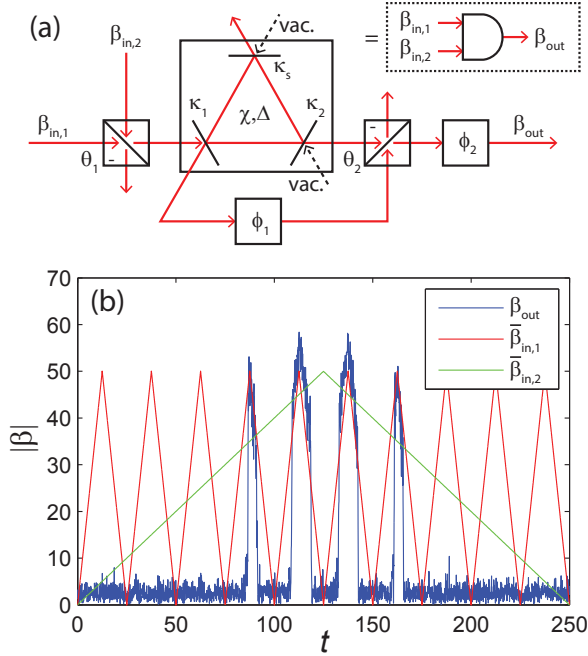 (a)
vac.
=
β_in,1
β_in,2
β_out
β_in,2
κ_s
κ_1
κ_2
χ,Δ
β_in,1
θ_1
-
-
θ_2
ϕ_2
β_out
vac.
ϕ_1
(b)
70
60
50
40
30
20
10
0
|β|
β_out
β̅_in,1
β̅_in,2
0 50 100 150 200 250
t